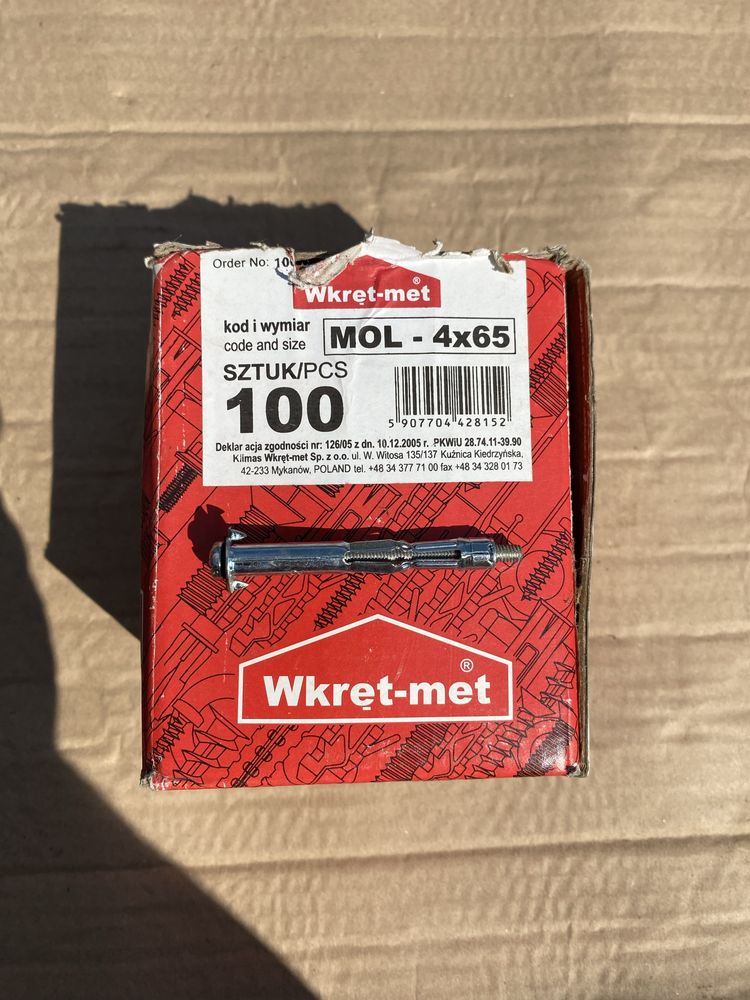 Order No: 10
Wkręt-met®
kod i wymiar
code and size
MOL - 4x65
SZTUK/PCS
100
5 907704 428152
Deklar acja zgodności nr: 126/05 z dn. 10.12.2005 r. PKWiU 28.74.11-39.90
Klimas Wkręt-met Sp. z o.o. ul. W. Witosa 135/137 Kuźnica Kiedrzyńska,
42-233 Mykanów, POLAND tel. +48 34 377 71 00 fax +48 34 328 01 73
Wkręt-met®